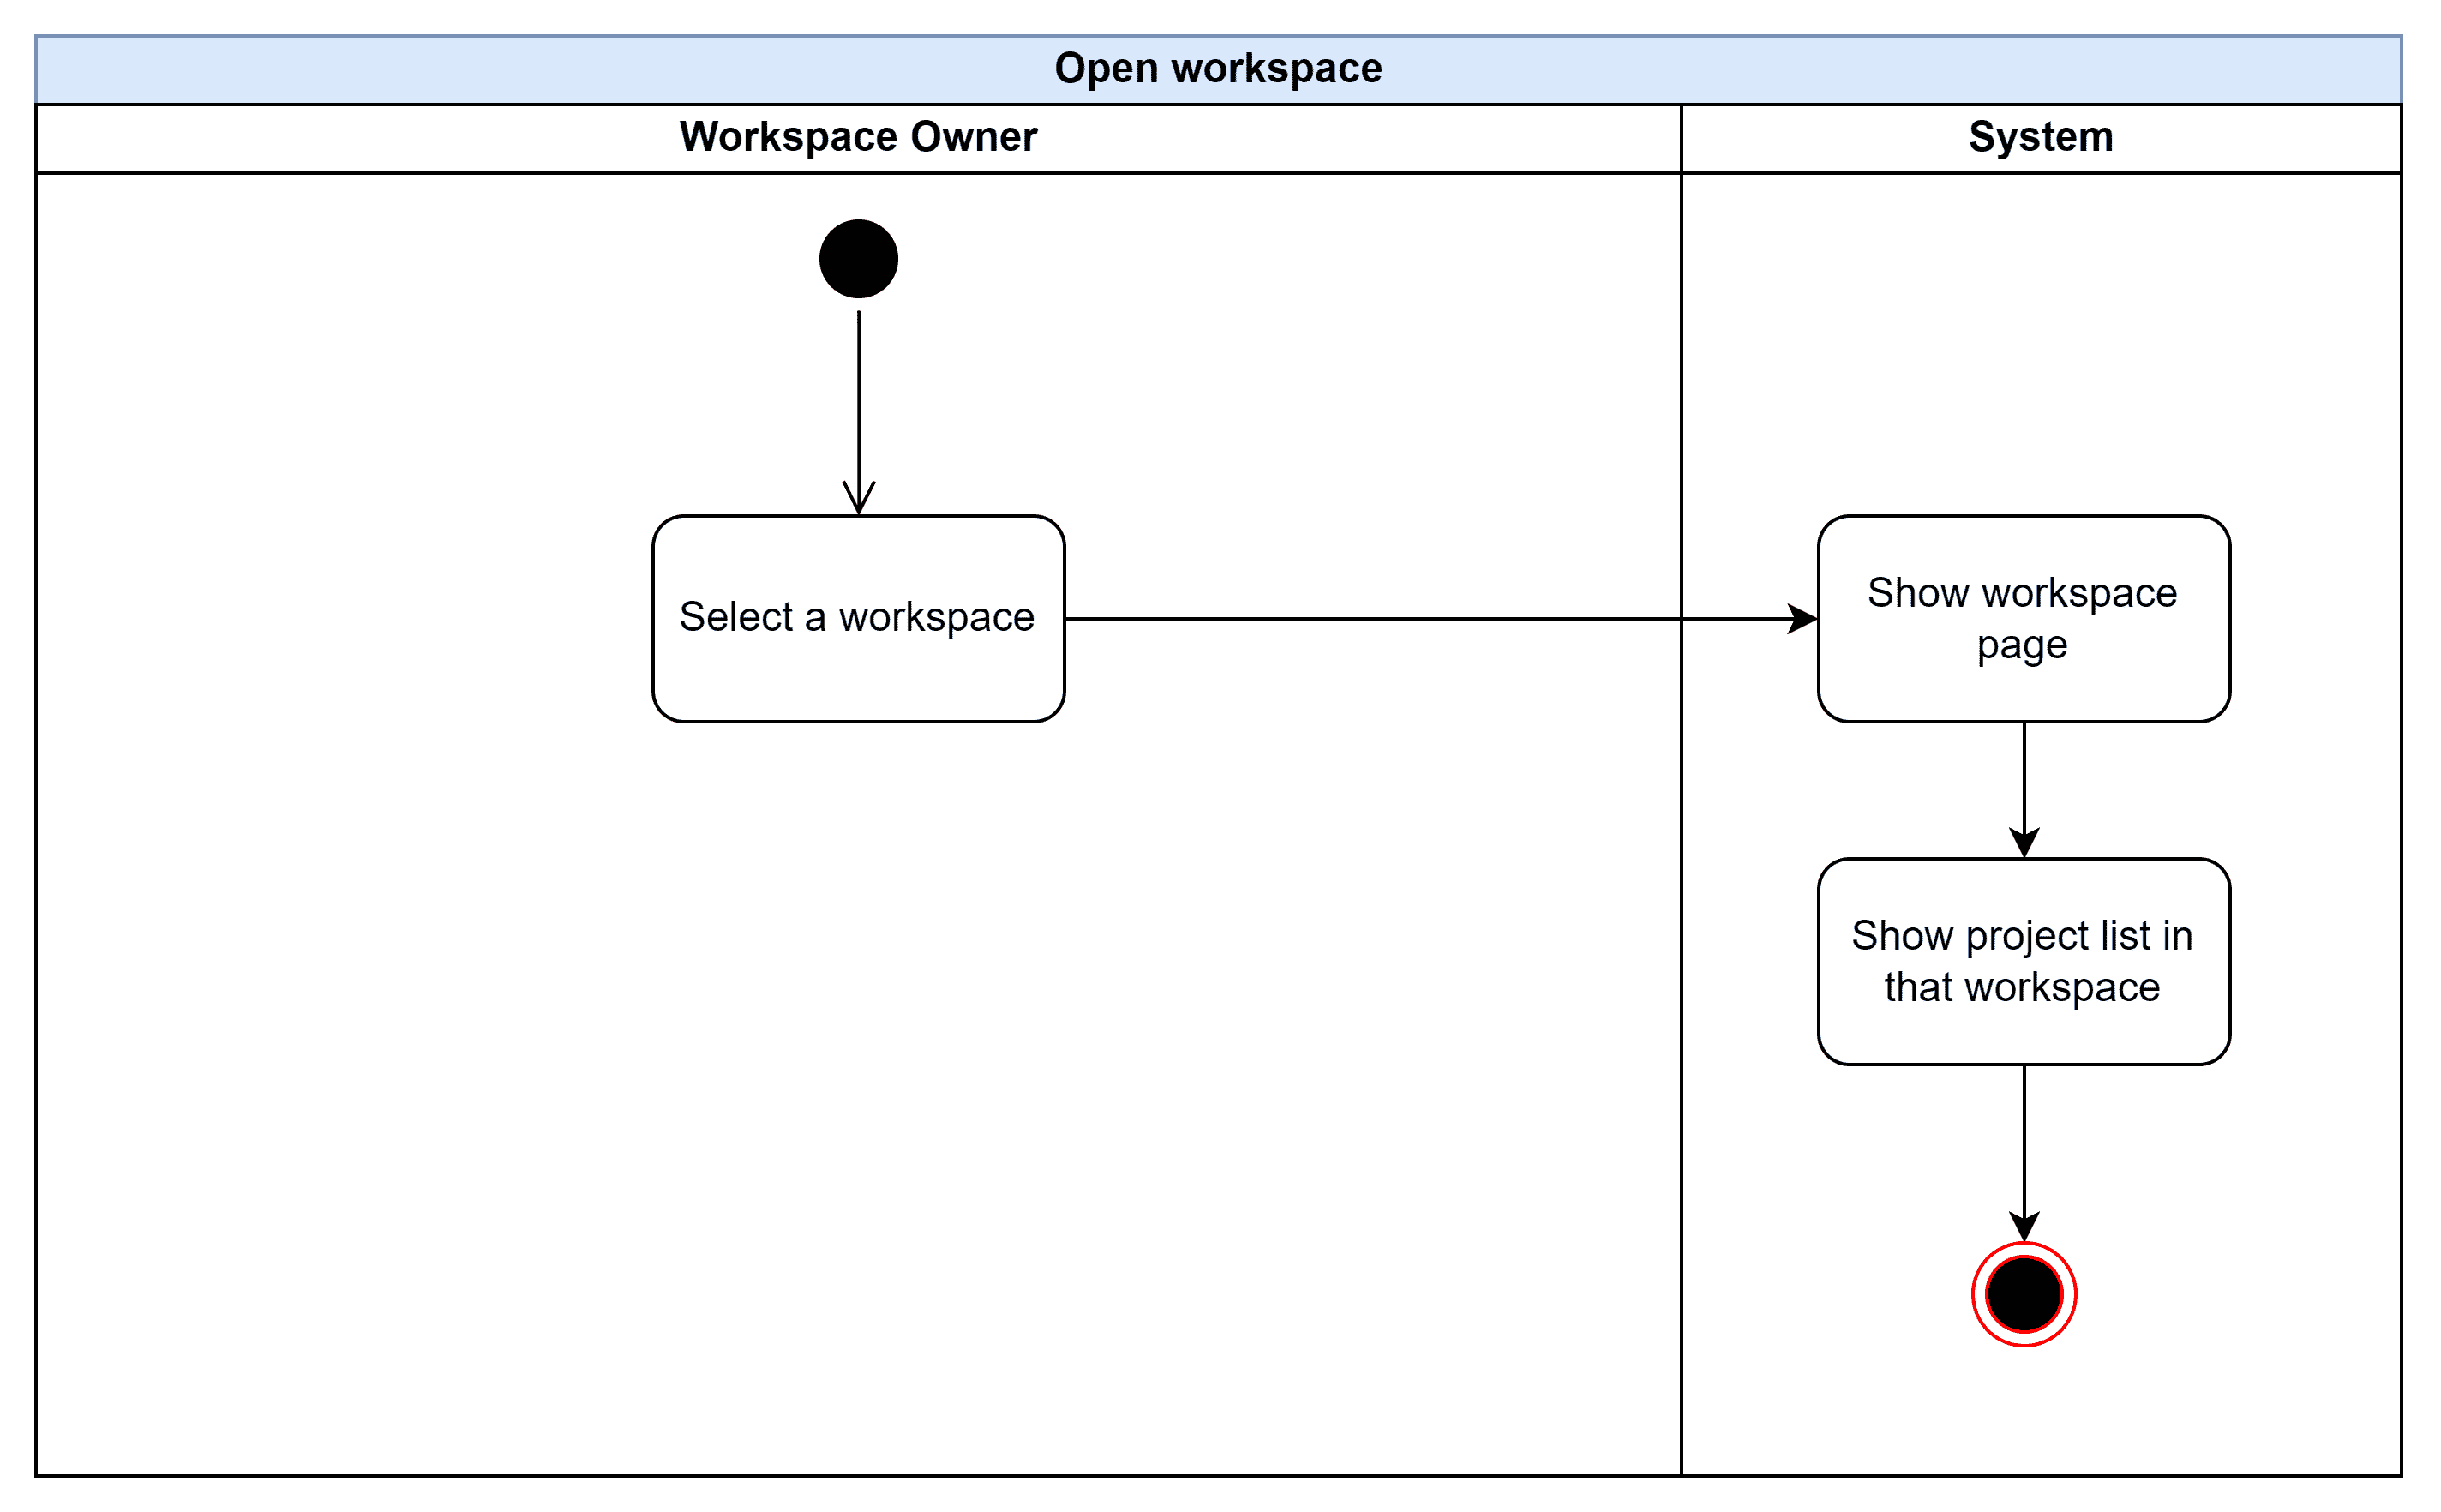 Open workspace
Workspace Owner
System
Select a workspace
Show workspace
page
Show project list in
that workspace